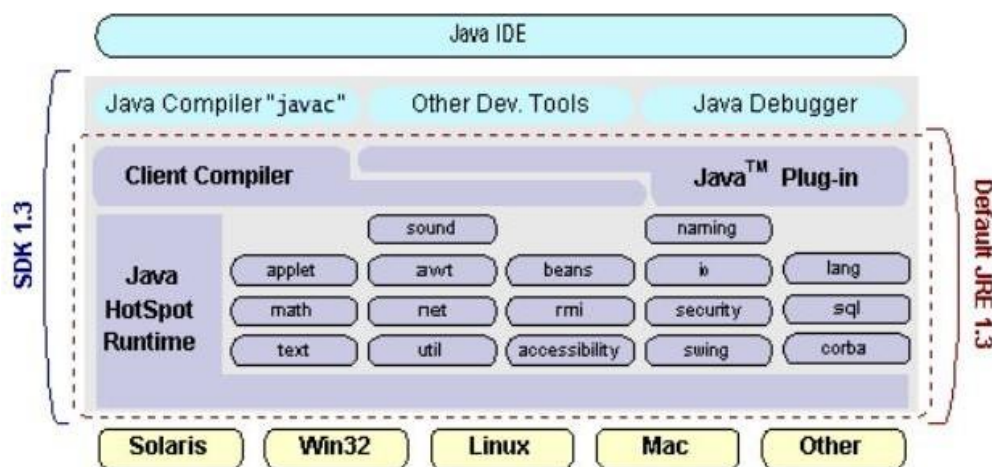 Java IDE
Java Compiler "javac"
Other Dev. Tools
Java Debugger
SDK 1.3
Default JRE 1.3
Client Compiler
Java™ Plug-in
Java
HotSpot
Runtime
sound
naming
applet
awt
beans
io
lang
math
net
rmi
security
sql
text
util
accessibility
swing
corba
Solaris
Win32
Linux
Mac
Other